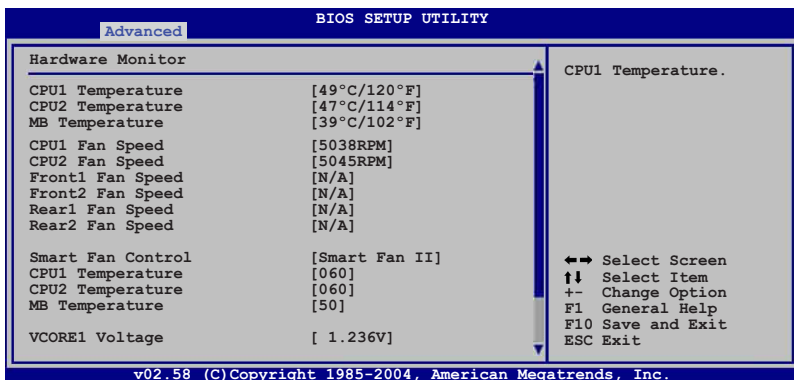 BIOS SETUP UTILITY
Advanced
Hardware Monitor
CPU1 Temperature [49°C/120°F]
CPU2 Temperature [47°C/114°F]
MB Temperature [39°C/102°F]
CPU1 Fan Speed [5038RPM]
CPU2 Fan Speed [5045RPM]
Front1 Fan Speed [N/A]
Front2 Fan Speed [N/A]
Rear1 Fan Speed [N/A]
Rear2 Fan Speed [N/A]
Smart Fan Control [Smart Fan II]
CPU1 Temperature [060]
CPU2 Temperature [060]
MB Temperature [50]
VCORE1 Voltage [ 1.236V]
CPU1 Temperature.
←→ Select Screen
↑↓ Select Item
+- Change Option
F1 General Help
F10 Save and Exit
ESC Exit
v02.58 (C)Copyright 1985-2004, American Megatrends, Inc.